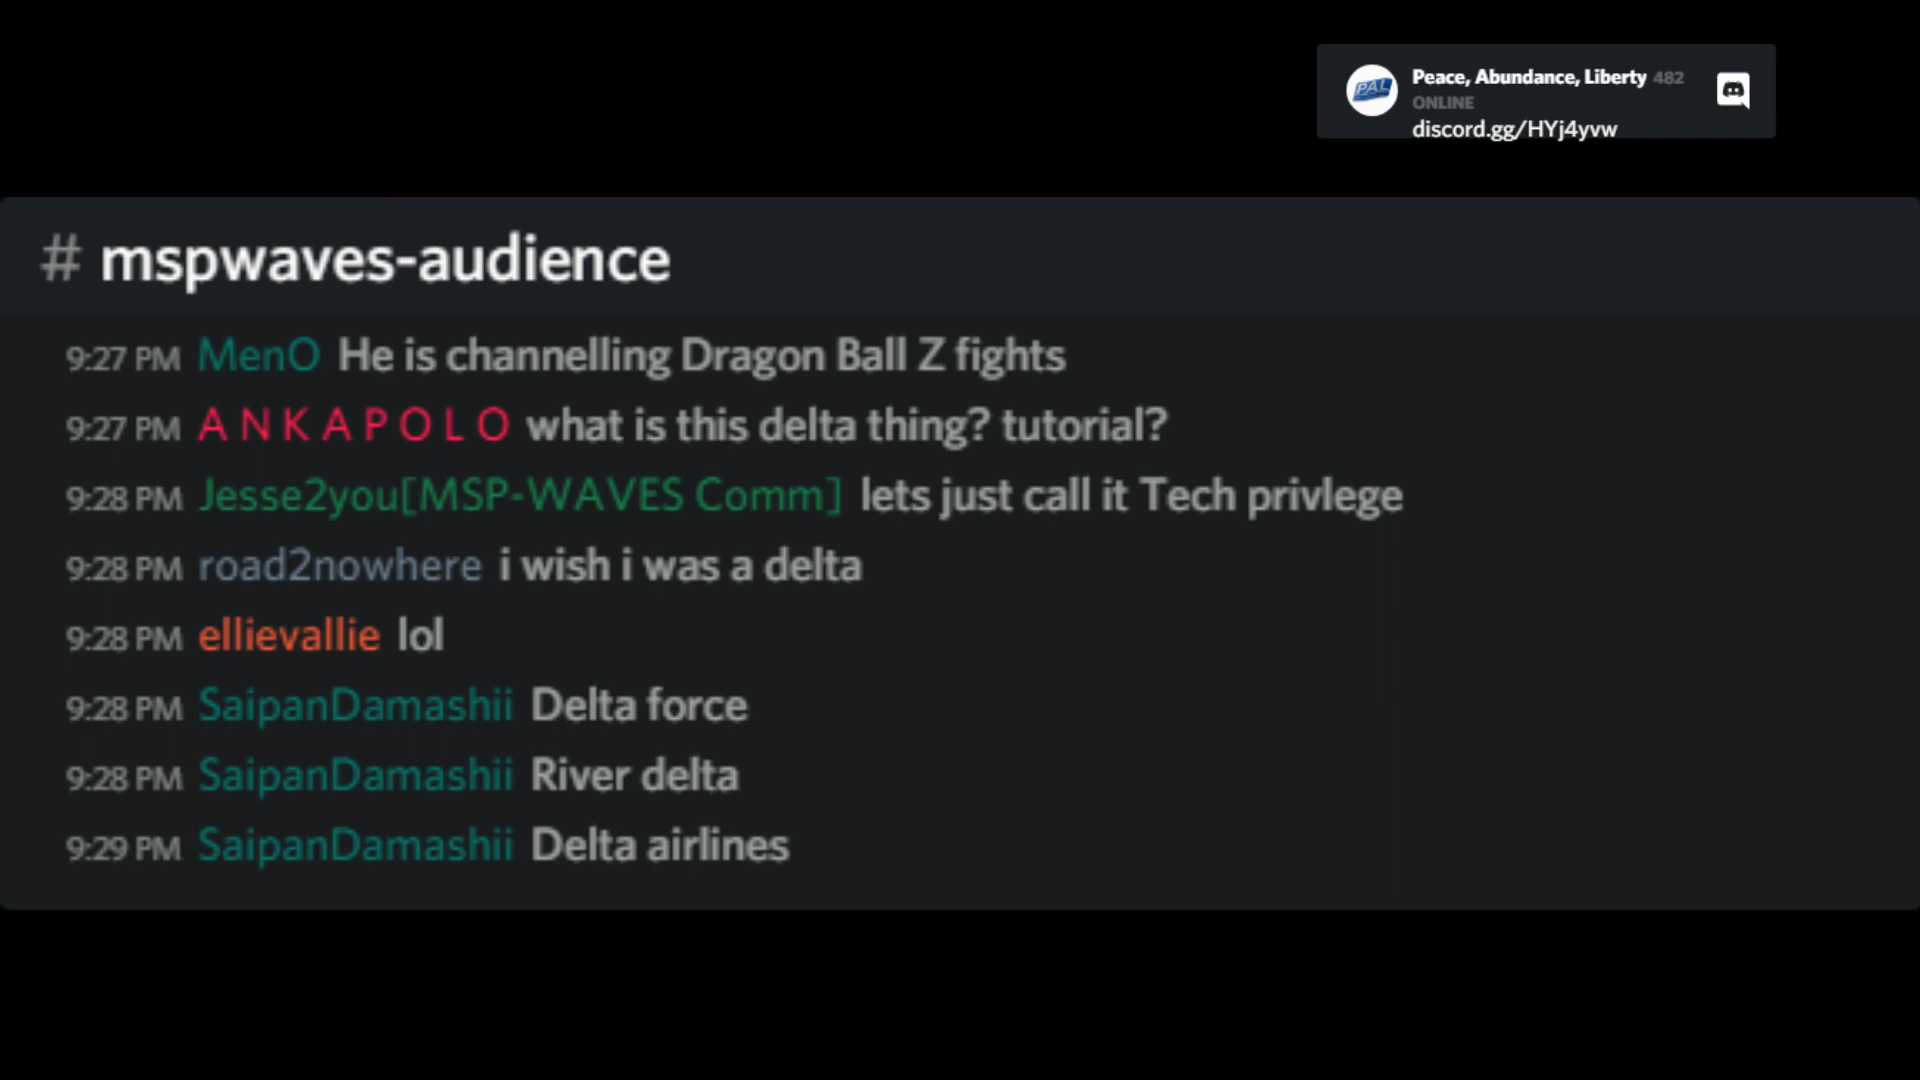 PAL Peace, Abundance, Liberty 482
ONLINE
discord.gg/HYj4yvw
# mspwaves-audience
9:27 PM MenO He is channelling Dragon Ball Z fights
9:27 PM A N K A P O L O what is this delta thing? tutorial?
9:28 PM Jesse2you[MSP-WAVES Comm] lets just call it Tech privlege
9:28 PM road2nowhere i wish i was a delta
9:28 PM ellievallie lol
9:28 PM SaipanDamashii Delta force
9:28 PM SaipanDamashii River delta
9:29 PM SaipanDamashii Delta airlines